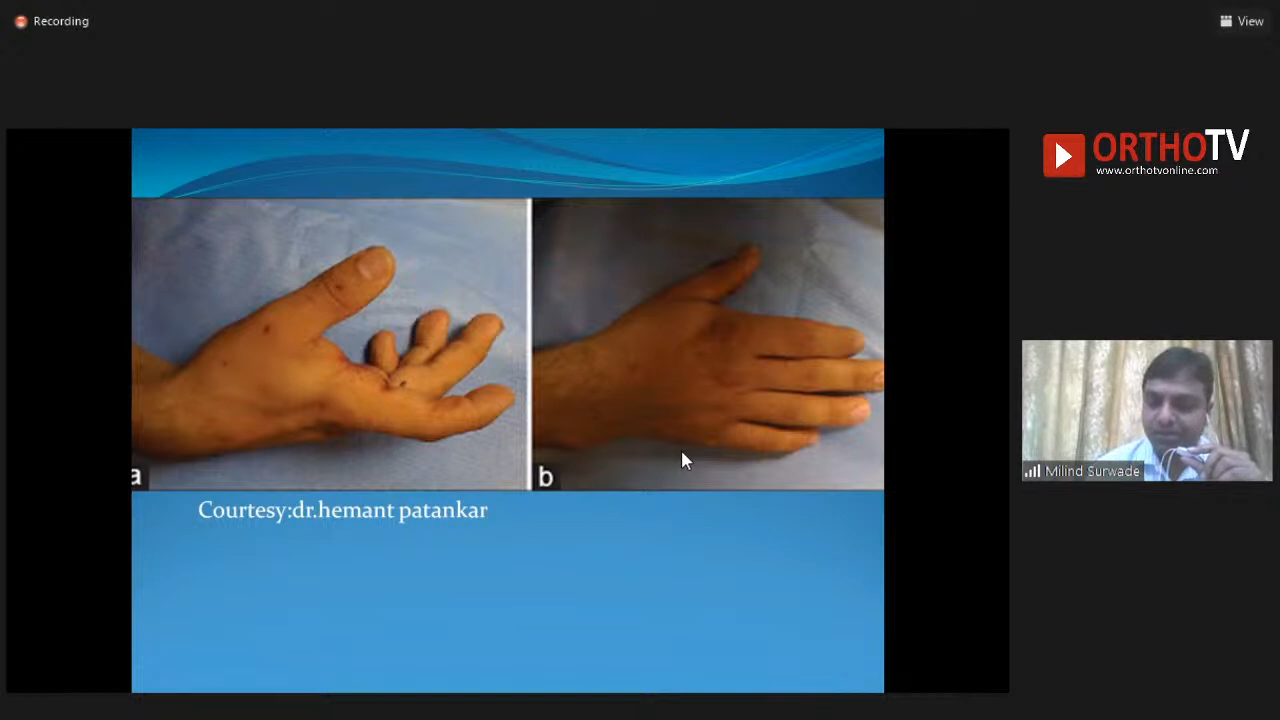 Recording
View
ORTHOTV
www.orthotvonline.com
a
b
Milind Surwade
Courtesy:dr.hemant patankar